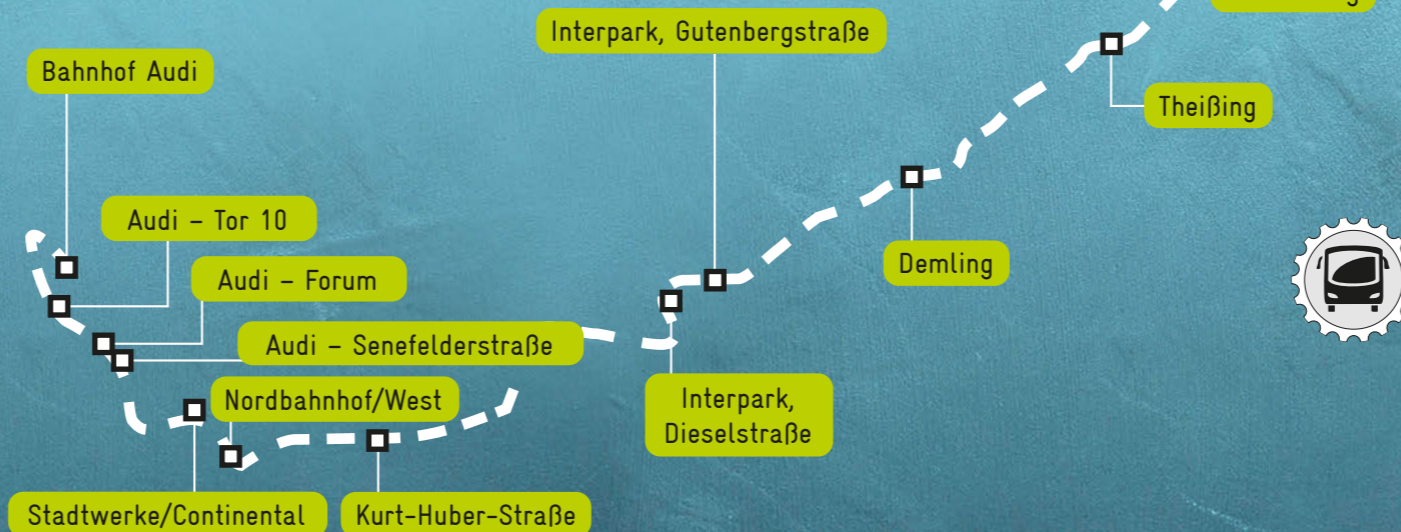 Interpark, Gutenbergstraße
Bahnhof Audi
Theißing
Audi – Tor 10
Audi – Forum
Demling
Audi – Senefelderstraße
Nordbahnhof/West
Interpark,
Dieselstraße
Stadtwerke/Continental
Kurt-Huber-Straße